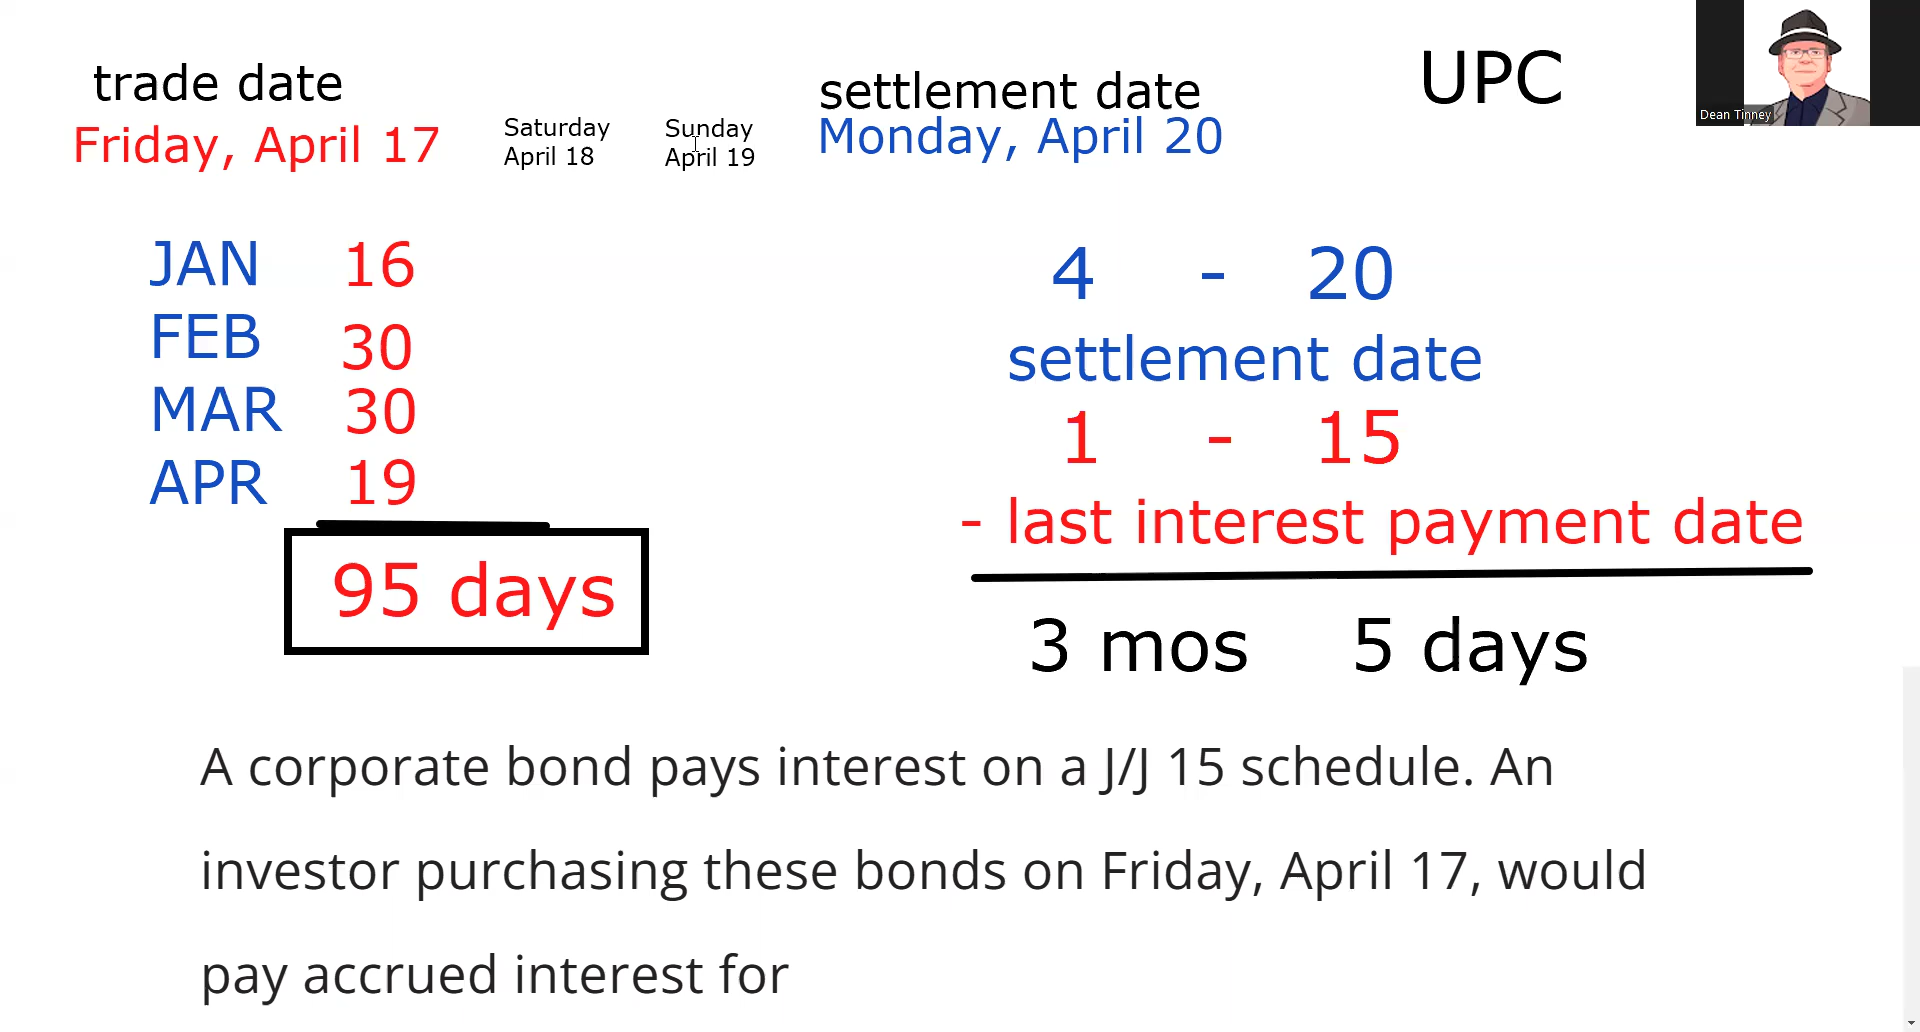 trade date
Friday, April 17
Saturday
April 18
Sunday
April 19
settlement date
Monday, April 20
UPC
Dean Tinney
JAN 16
FEB 30
MAR 30
APR 19
95 days
4 - 20
settlement date
1 - 15
- last interest payment date
3 mos 5 days
A corporate bond pays interest on a J/J 15 schedule. An
investor purchasing these bonds on Friday, April 17, would
pay accrued interest for